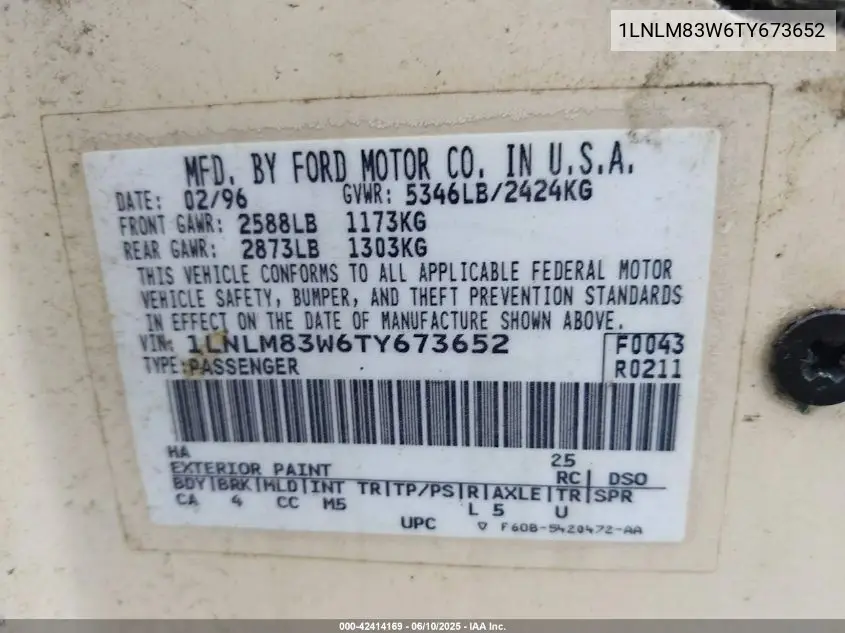 1LNLM83W6TY673652
MFD. BY FORD MOTOR CO. IN U.S.A.
DATE: 02/96 GVWR: 5346LB/2424KG
FRONT GAWR: 2588LB 1173KG
REAR GAWR: 2873LB 1303KG
THIS VEHICLE CONFORMS TO ALL APPLICABLE FEDERAL MOTOR
VEHICLE SAFETY, BUMPER, AND THEFT PREVENTION STANDARDS
IN EFFECT ON THE DATE OF MANUFACTURE SHOWN ABOVE.
VIN: 1LNLM83W6TY673652 F0043
TYPE: PASSENGER R0211
HA 25
EXTERIOR PAINT RC| DSO
BDY|BRK|MLD|INT TR|TP/PS|R|AXLE|TR|SPR
CA 4 CC M5 L 5 U
UPC ▽ F6OB-5420472-AA
000-42414169 - 06/10/2025 - IAA Inc.